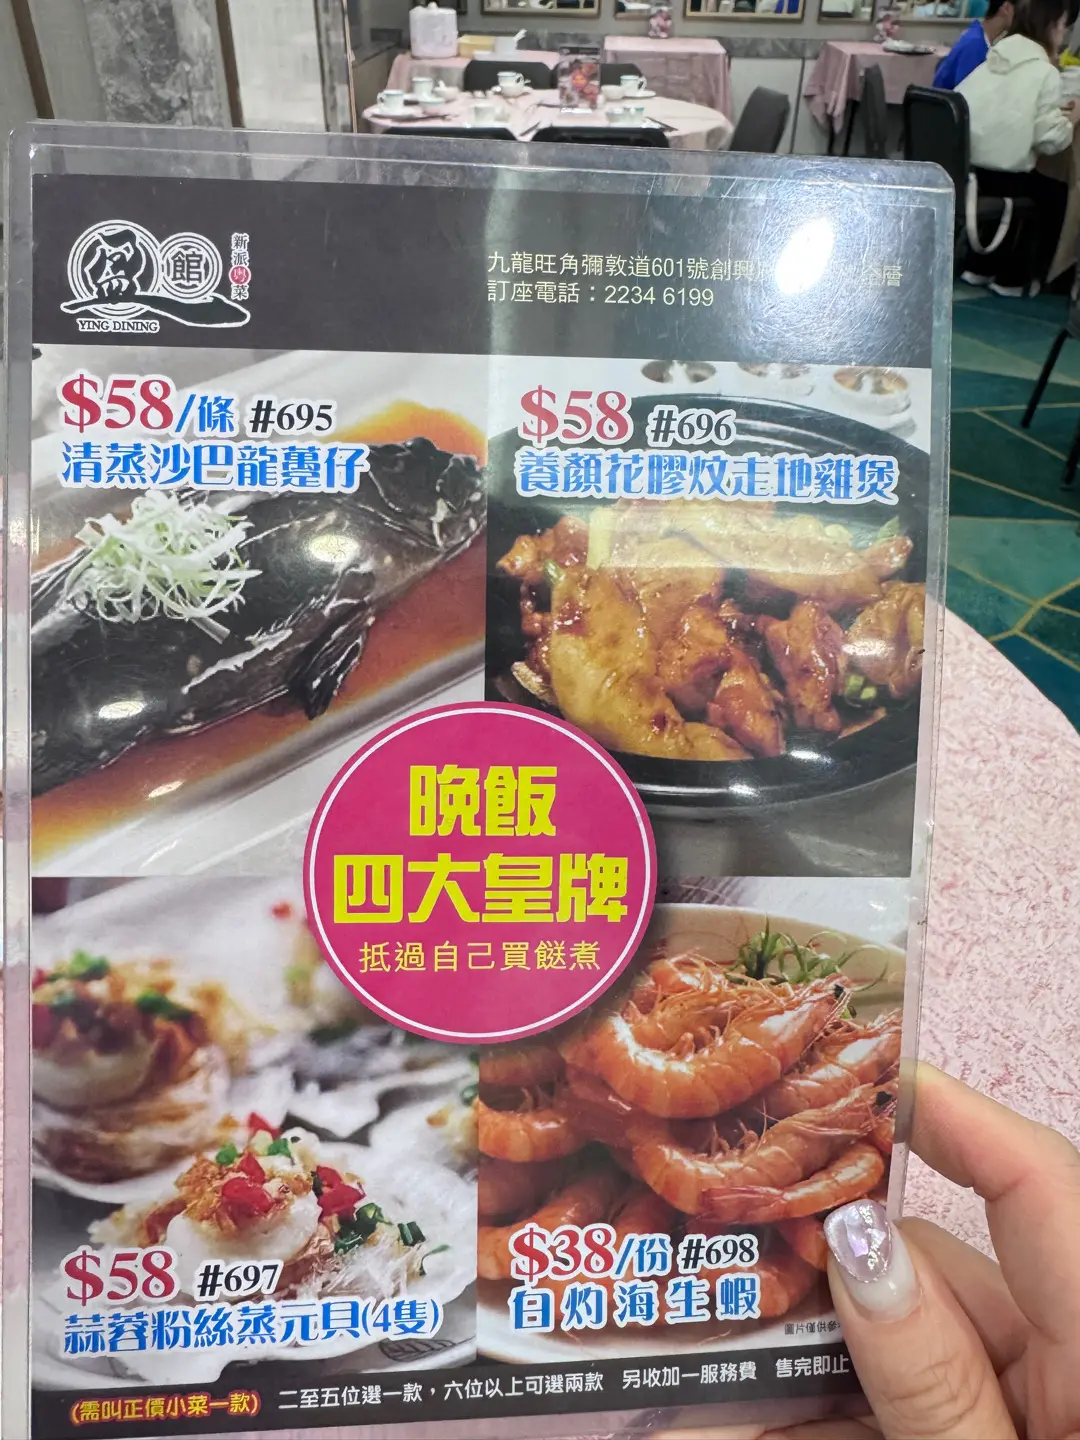 盈館
新派粵菜
YING DINING
九龍旺角彌敦道601號創興
訂座電話：2234 6199
$58/條 #695
清蒸沙巴龍躉仔
$58 #696
養顏花膠炆走地雞煲
晚飯
四大皇牌
抵過自己買餸煮
$58 #697
蒜蓉粉絲蒸元貝(4隻)
$38/份 #698
白灼海生蝦
(需叫正價小菜一款) 二至五位選一款，六位以上可選兩款 另收加一服務費 售完即止